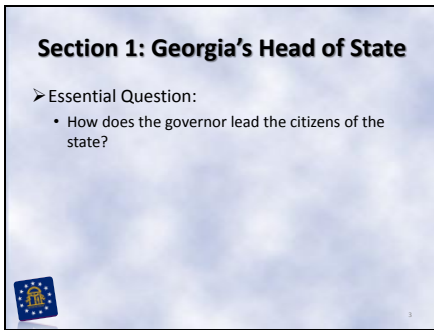 Section 1: Georgia's Head of State
➢Essential Question:
• How does the governor lead the citizens of the
state?
3